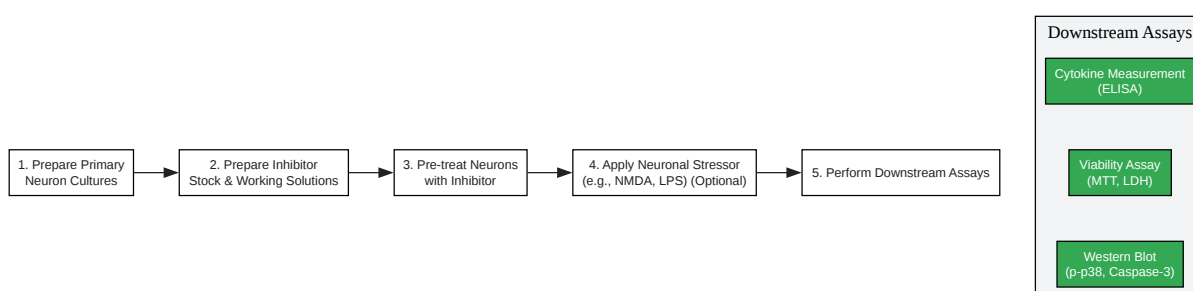 1. Prepare Primary
Neuron Cultures
2. Prepare Inhibitor
Stock & Working Solutions
3. Pre-treat Neurons
with Inhibitor
4. Apply Neuronal Stressor
(e.g., NMDA, LPS) (Optional)
5. Perform Downstream Assays
Downstream Assays
Cytokine Measurement
(ELISA)
Viability Assay
(MTT, LDH)
Western Blot
(p-p38, Caspase-3)